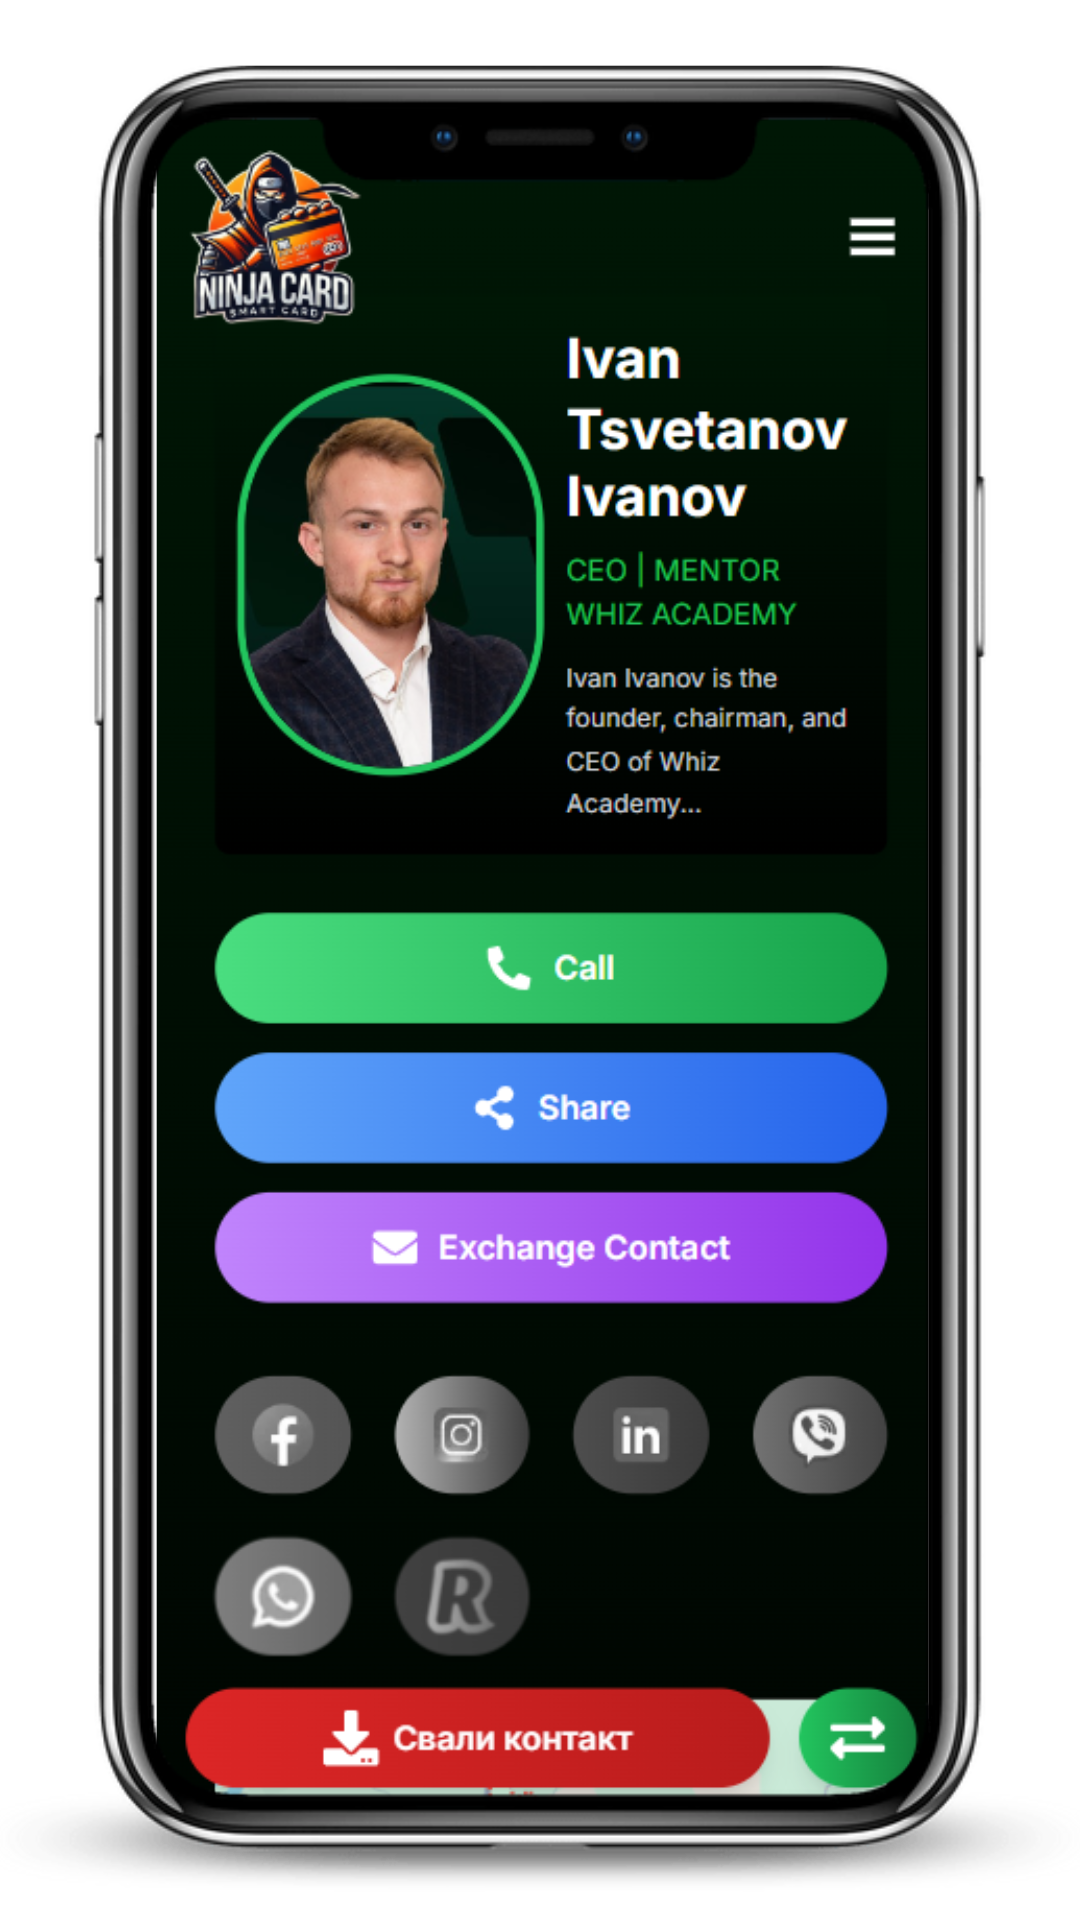 NINJA CARD
SMART CARD
Ivan
Tsvetanov
Ivanov
CEO | MENTOR
WHIZ ACADEMY
Ivan Ivanov is the
founder, chairman, and
CEO of Whiz
Academy...
Call
Share
Exchange Contact
f
in
R
Свали контакт